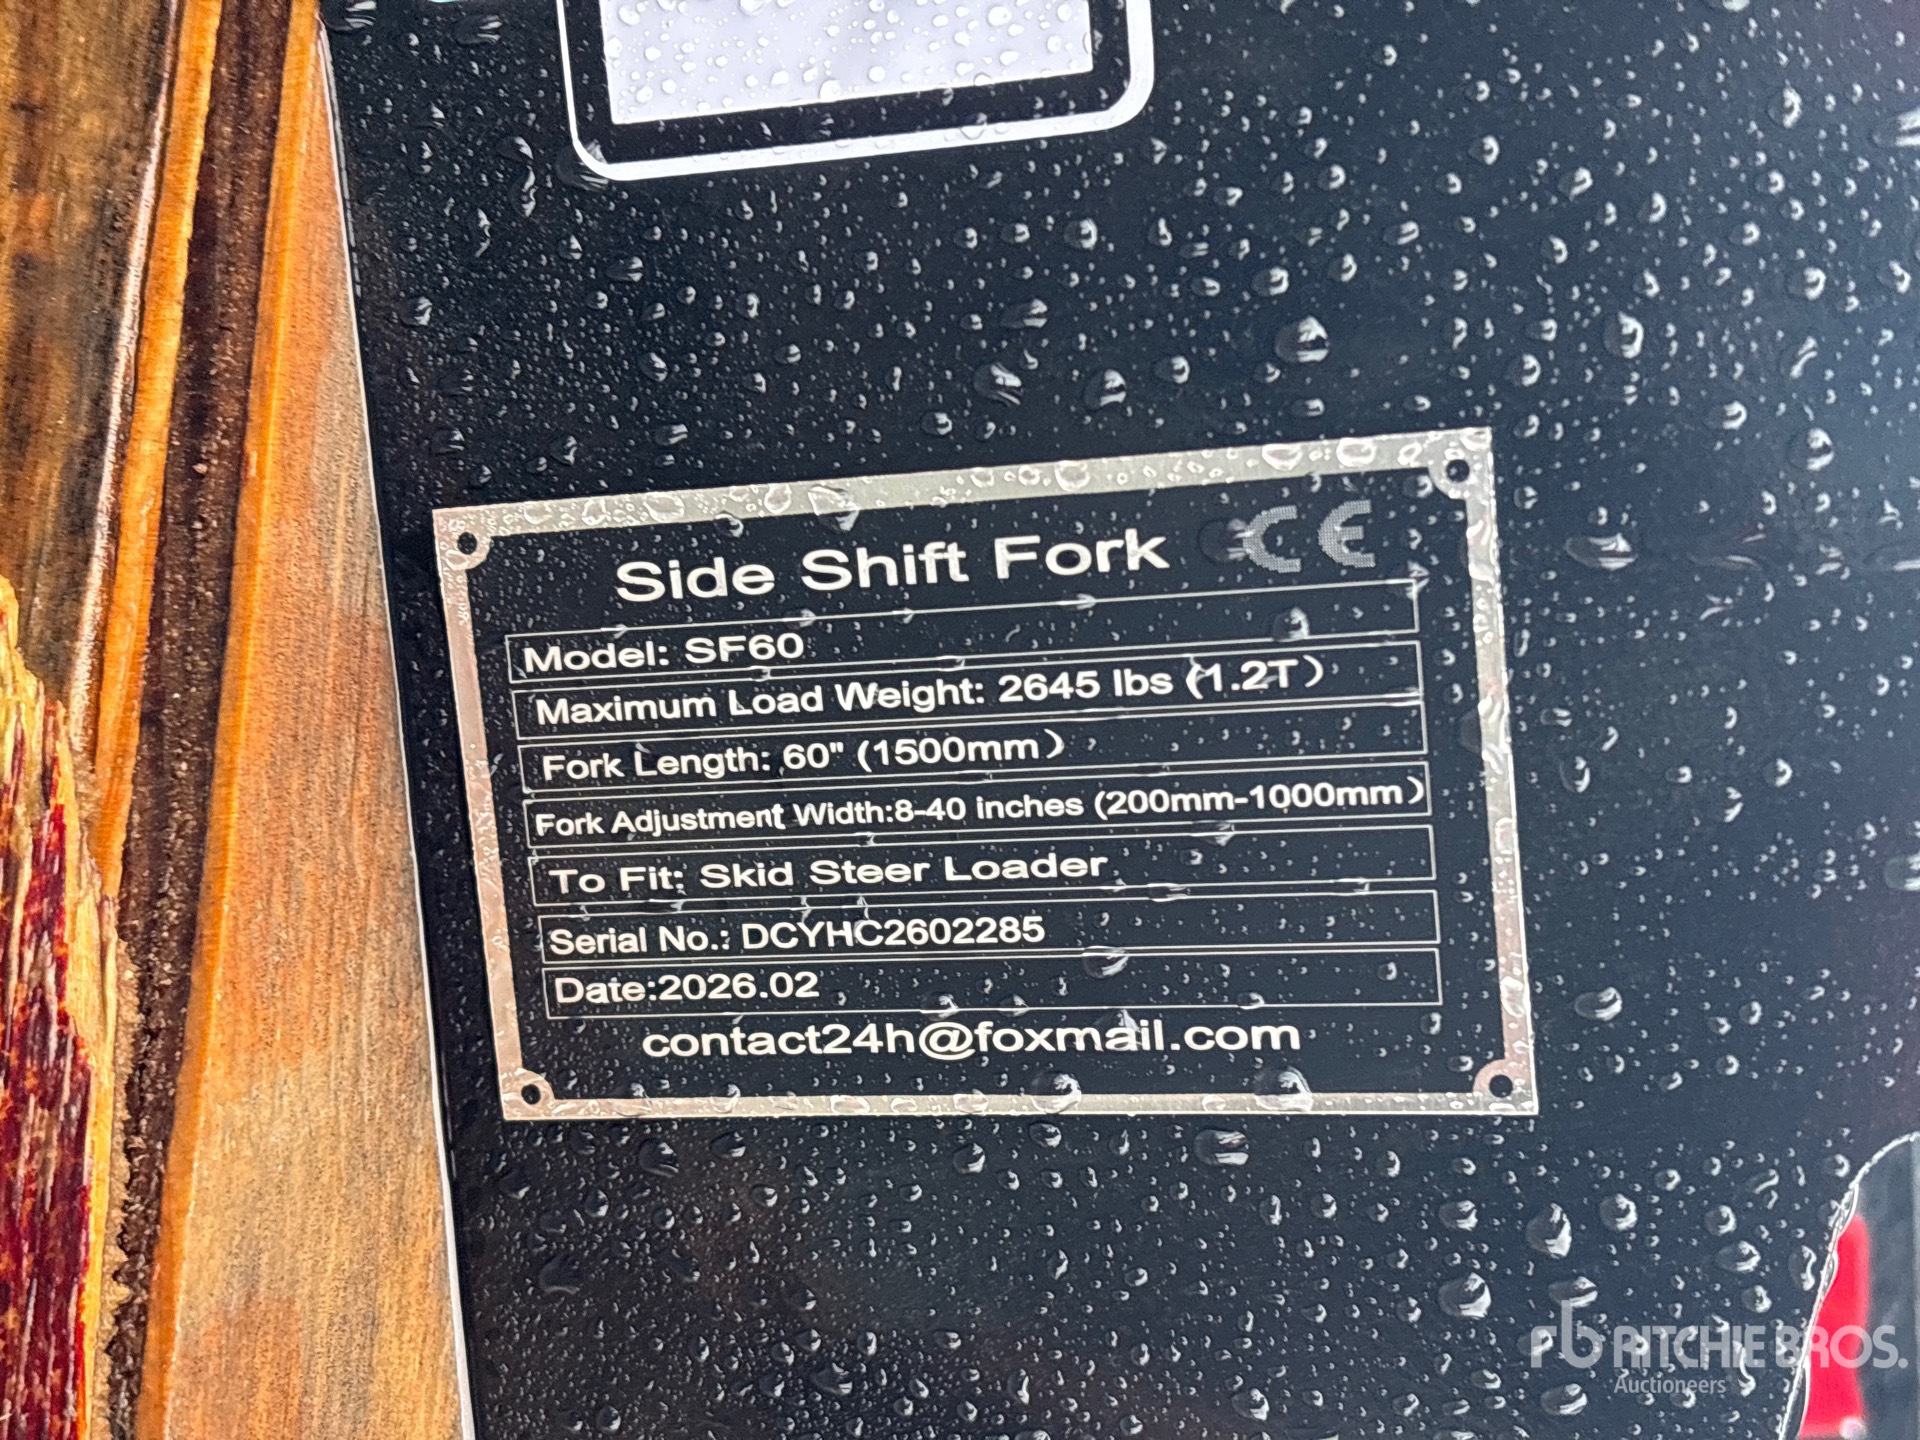 Side Shift Fork CE
Model: SF60
Maximum Load Weight: 2645 lbs (1.2T）
Fork Length: 60" (1500mm）
Fork Adjustment Width:8-40 inches (200mm-1000mm）
To Fit: Skid Steer Loader
Serial No.: DCYHC2602285
Date:2026.02
contact24h@foxmail.com
rb RITCHIE BROS.
Auctioneers